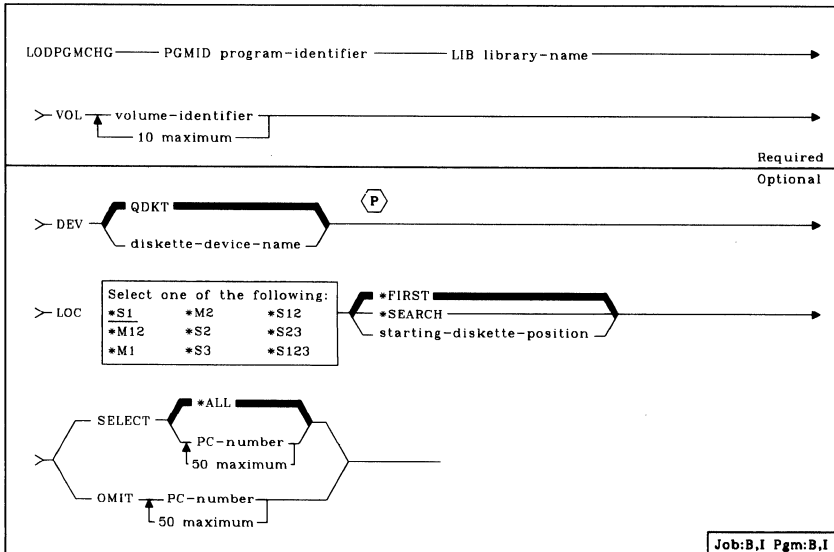 LODPGMCHG PGMID program-identifier LIB library-name
VOL volume-identifier
10 maximum
Required
Optional
P
DEV QDKT
diskette-device-name
LOC Select one of the following:
*S1 *M2 *S12
*M12 *S2 *S23
*M1 *S3 *S123
*FIRST
*SEARCH
starting-diskette-position
SELECT *ALL
PC-number
50 maximum
OMIT PC-number
50 maximum
Job:B,I Pgm:B,I